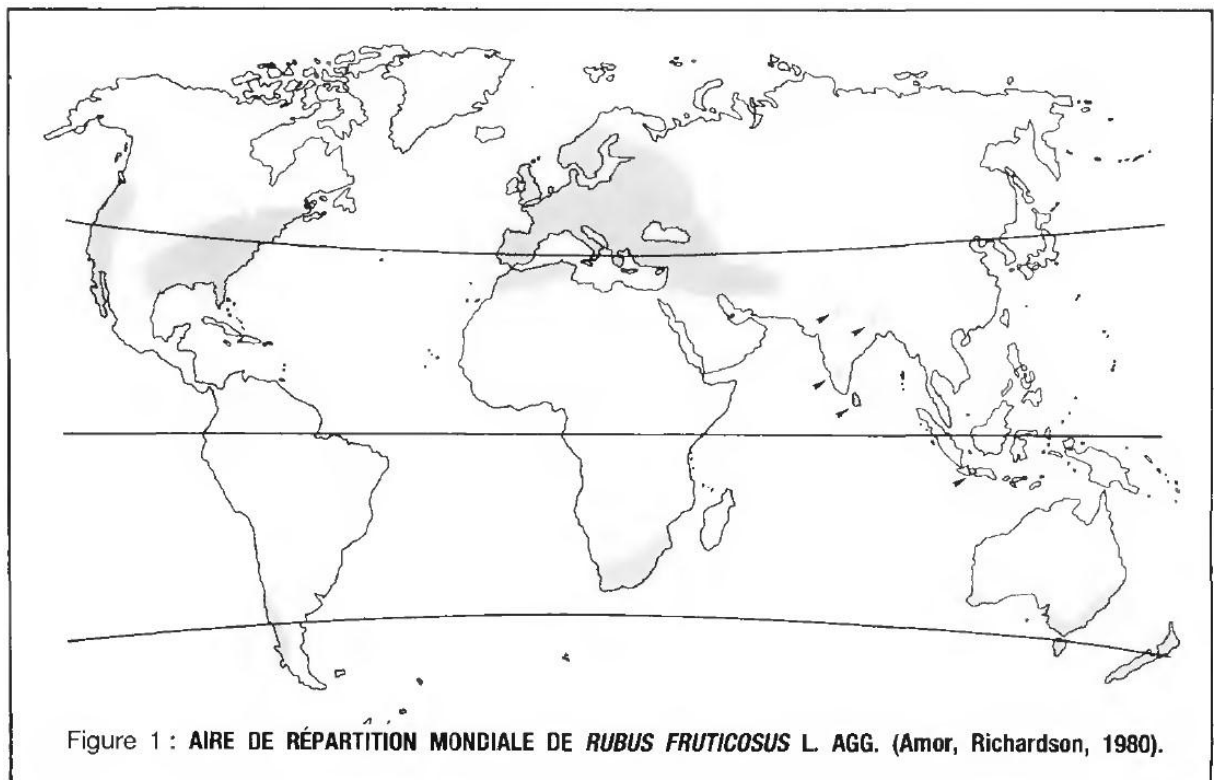 Figure 1 : AIRE DE RÉPARTITION MONDIALE DE RUBUS FRUTICOSUS L. AGG. (Amor, Richardson, 1980).